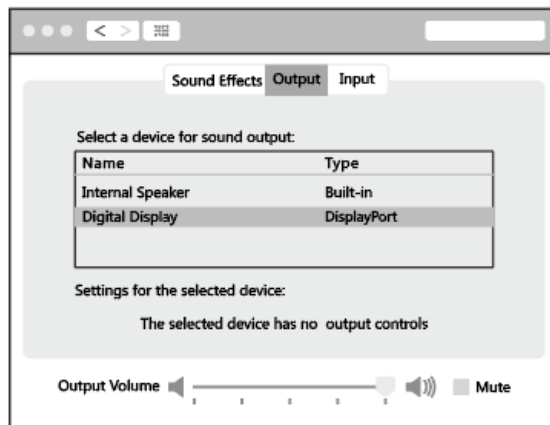 Sound Effects Output Input
Select a device for sound output:
Name Type
Internal Speaker Built-in
Digital Display DisplayPort
Settings for the selected device:
The selected device has no output controls
Output Volume Mute